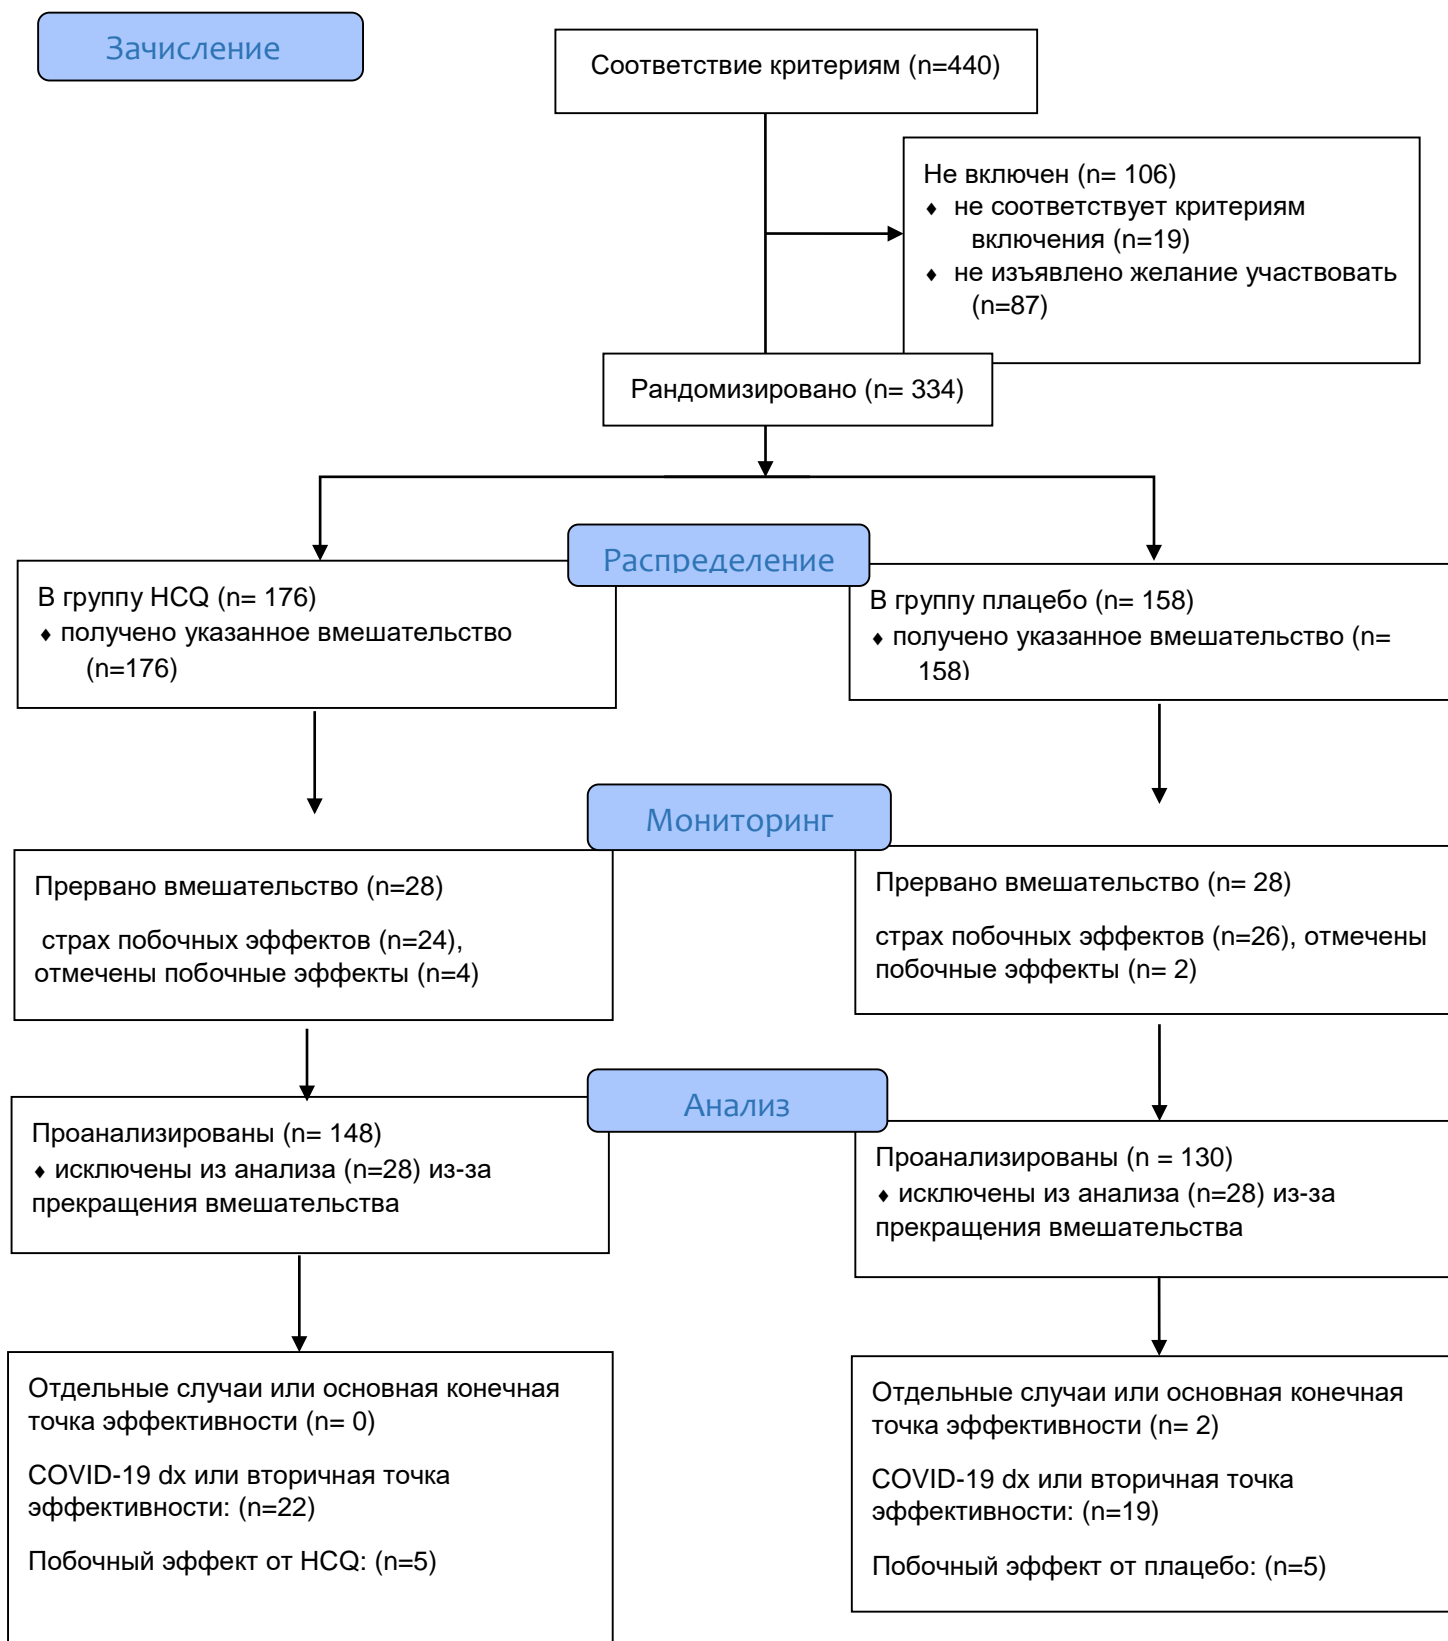 Зачисление
Соответствие критериям (n=440)
Не включен (n= 106)
♦ не соответствует критериям
включения (n=19)
♦ не изъявлено желание участвовать
(n=87)
Рандомизировано (n= 334)
Распределение
В группу HCQ (n= 176)
♦ получено указанное вмешательство
(n=176)
В группу плацебо (n= 158)
♦ получено указанное вмешательство (n=
158)
Мониторинг
Прервано вмешательство (n=28)
страх побочных эффектов (n=24),
отмечены побочные эффекты (n=4)
Прервано вмешательство (n= 28)
страх побочных эффектов (n=26), отмечены
побочные эффекты (n= 2)
Анализ
Проанализированы (n= 148)
♦ исключены из анализа (n=28) из-за
прекращения вмешательства
Проанализированы (n = 130)
♦ исключены из анализа (n=28) из-за
прекращения вмешательства
Отдельные случаи или основная конечная
точка эффективности (n= 0)
COVID-19 dx или вторичная точка
эффективности: (n=22)
Побочный эффект от HCQ: (n=5)
Отдельные случаи или основная конечная
точка эффективности (n= 2)
COVID-19 dx или вторичная точка
эффективности: (n=19)
Побочный эффект от плацебо: (n=5)